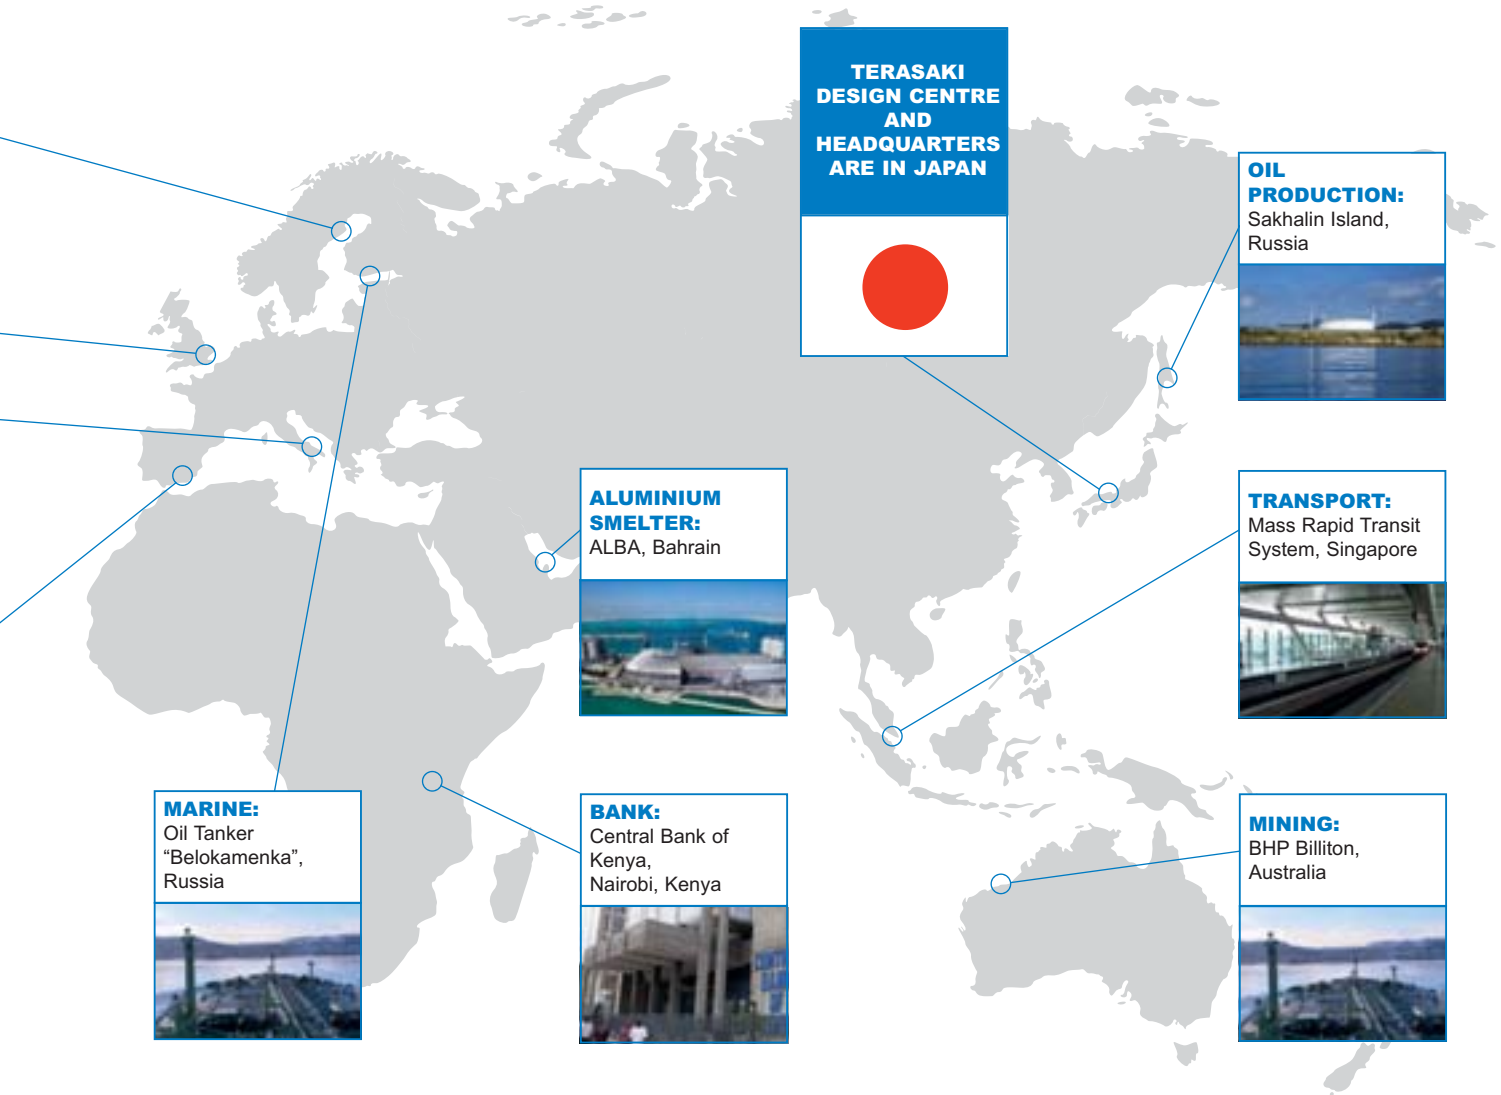 TERASAKI
DESIGN CENTRE
AND
HEADQUARTERS
ARE IN JAPAN
OIL
PRODUCTION:
Sakhalin Island,
Russia
ALUMINIUM
SMELTER:
ALBA, Bahrain
TRANSPORT:
Mass Rapid Transit
System, Singapore
MARINE:
Oil Tanker
“Belokamenka”,
Russia
BANK:
Central Bank of
Kenya,
Nairobi, Kenya
MINING:
BHP Billiton,
Australia